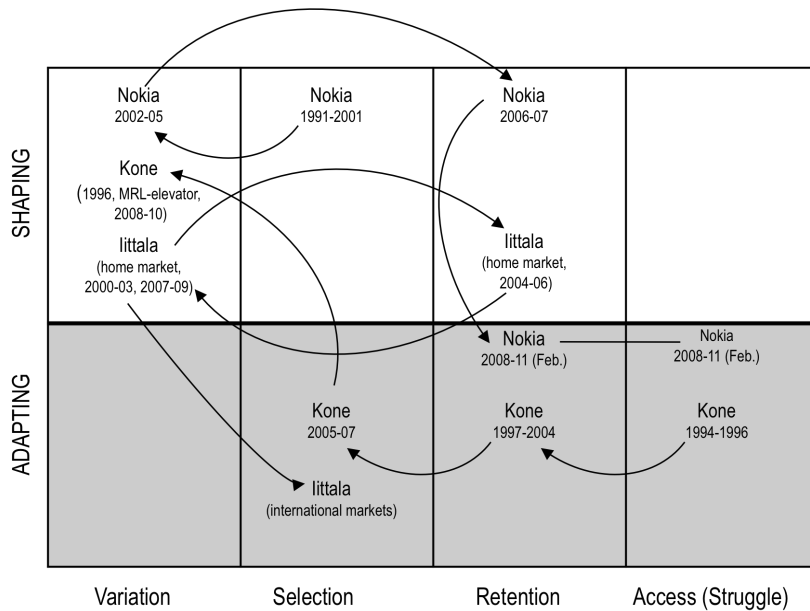 SHAPING
Nokia
2002-05
Nokia
1991-2001
Nokia
2006-07
Kone
(1996, MRL-elevator,
2008-10)
Iittala
(home market,
2000-03, 2007-09)
Iittala
(home market,
2004-06)
ADAPTING
Nokia
2008-11 (Feb.)
Nokia
2008-11 (Feb.)
Kone
2005-07
Kone
1997-2004
Kone
1994-1996
Iittala
(international markets)
Variation
Selection
Retention
Access (Struggle)